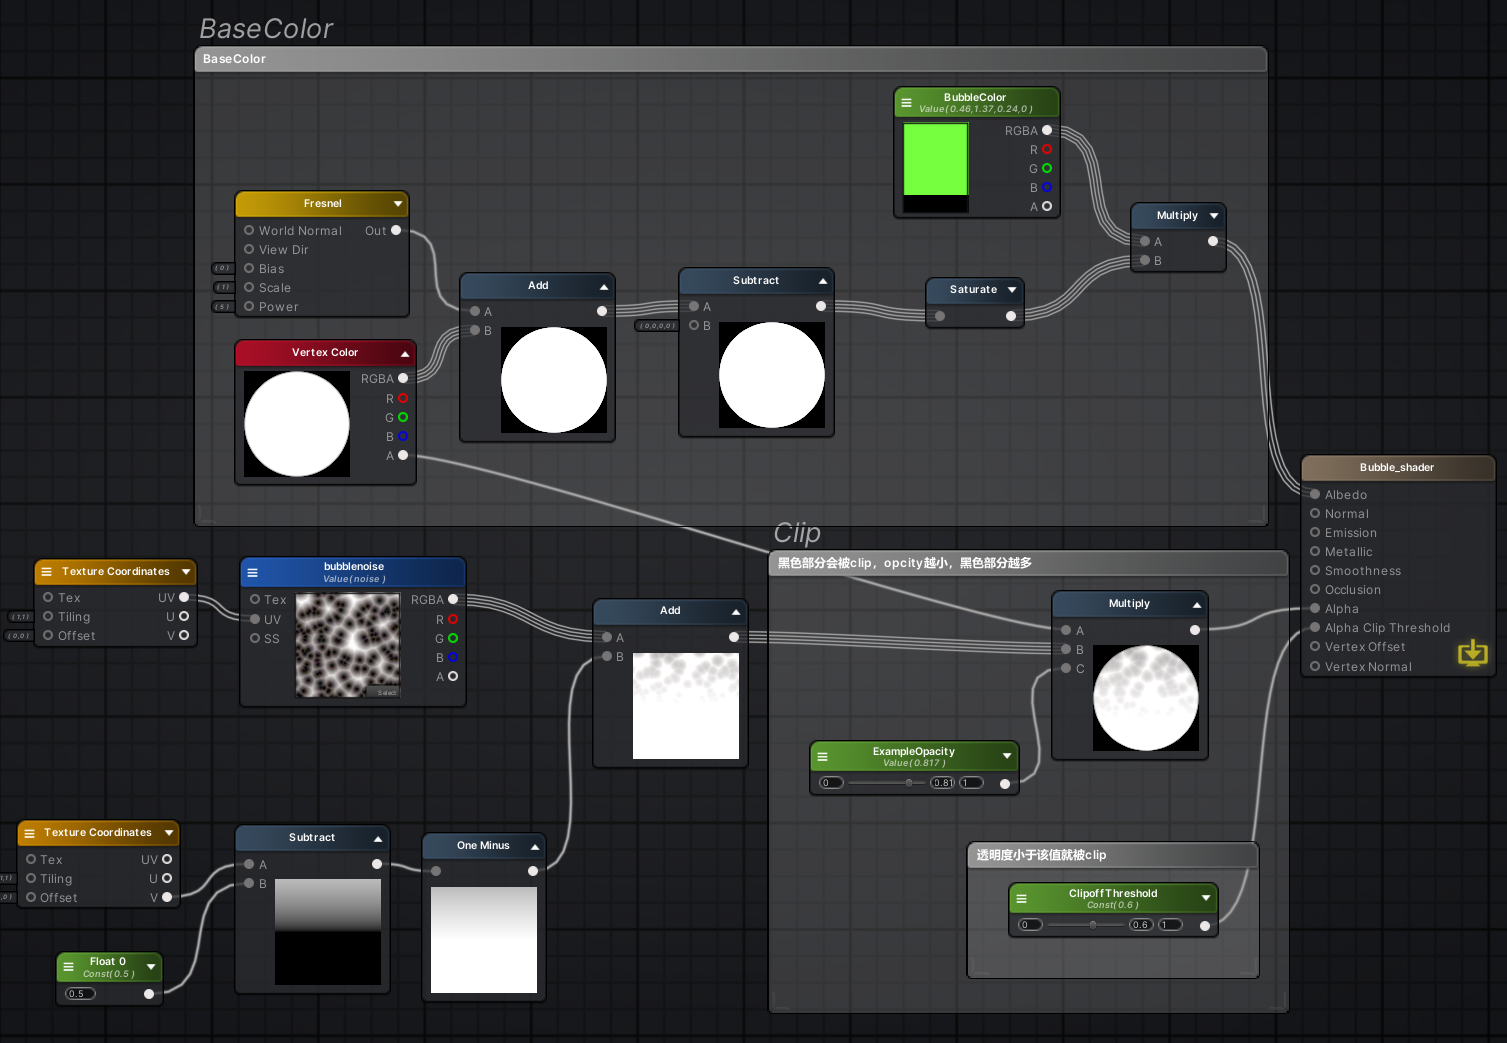 BaseColor
BaseColor
BubbleColor
Value( 0.46,1.37,0.24,0 )
RGBA
R
G
B
A
Fresnel
World Normal Out
View Dir
( 0 ) Bias
( 1 ) Scale
( 5 ) Power
Multiply
A
B
Add
A
B
Subtract
A
( 0,0,0,0 ) B
Saturate
Vertex Color
RGBA
R
G
B
A
Bubble_shader
Albedo
Normal
Emission
Metallic
Smoothness
Occlusion
Alpha
Alpha Clip Threshold
Vertex Offset
Vertex Normal
Clip
黑色部分会被clip，opcity越小，黑色部分越多
Texture Coordinates
Tex UV
( 1,1 ) Tiling U
( 0,0 ) Offset V
bubblenoise
Value( noise )
Tex RGBA
UV R
SS G
B
A
Select
Add
A
B
Multiply
A
B
C
ExampleOpacity
Value( 0.817 )
0 0.81 1
Texture Coordinates
Tex UV
Tiling U
Offset V
Subtract
A
B
One Minus
Float 0
Const( 0.5 )
0.5
透明度小于该值就被clip
ClipoffThreshold
Const( 0.6 )
0 0.6 1